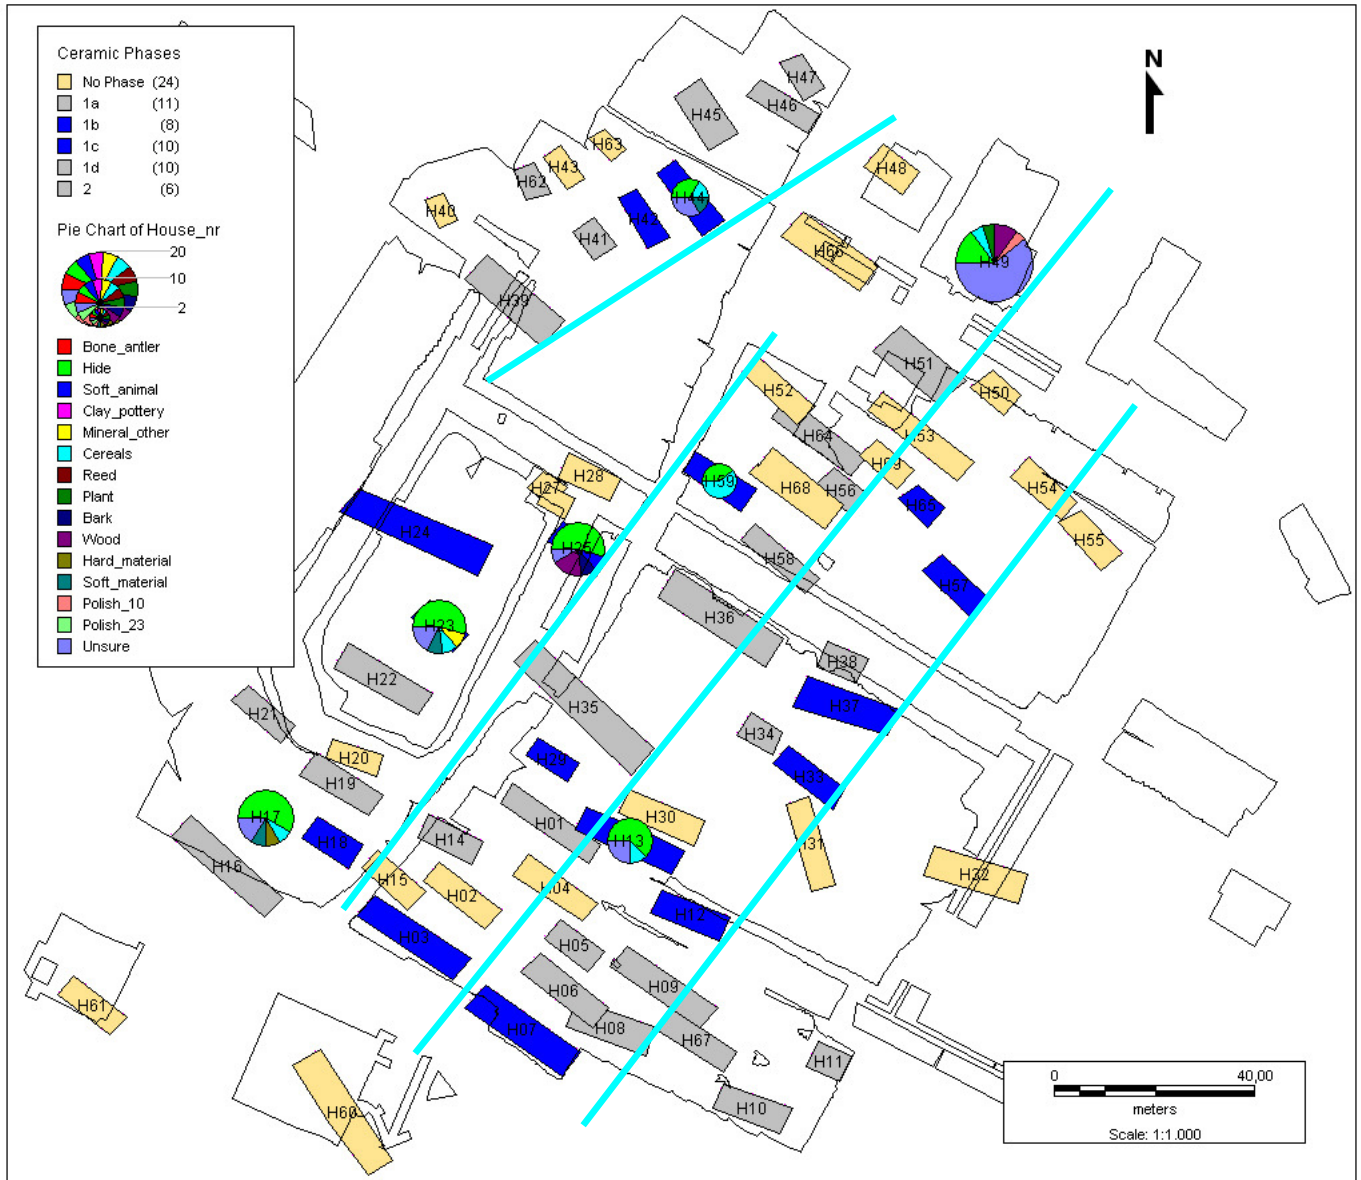 Ceramic Phases
No Phase (24)
1a (11)
1b (8)
1c (10)
1d (10)
2 (6)
Pie Chart of House_nr
20
10
2
Bone_antler
Hide
Soft_animal
Clay_pottery
Mineral_other
Cereals
Reed
Plant
Bark
Wood
Hard_material
Soft_material
Polish_10
Polish_23
Unsure
N
H47
H46
H45
H63
H43
H62
H40
H44
H42
H41
H39
H48
H66
H49
H51
H50
H52
H53
H64
H59
H68
H56
H69
H65
H54
H55
H58
H57
H28
H27
H24
H25
H23
H22
H21
H20
H19
H17
H18
H16
H36
H38
H35
H37
H34
H33
H29
H01
H30
H13
H14
H15
H02
H04
H31
H32
H12
H03
H05
H06
H09
H07
H08
H67
H11
H10
H61
H60
0 40,00
meters
Scale: 1:1.000